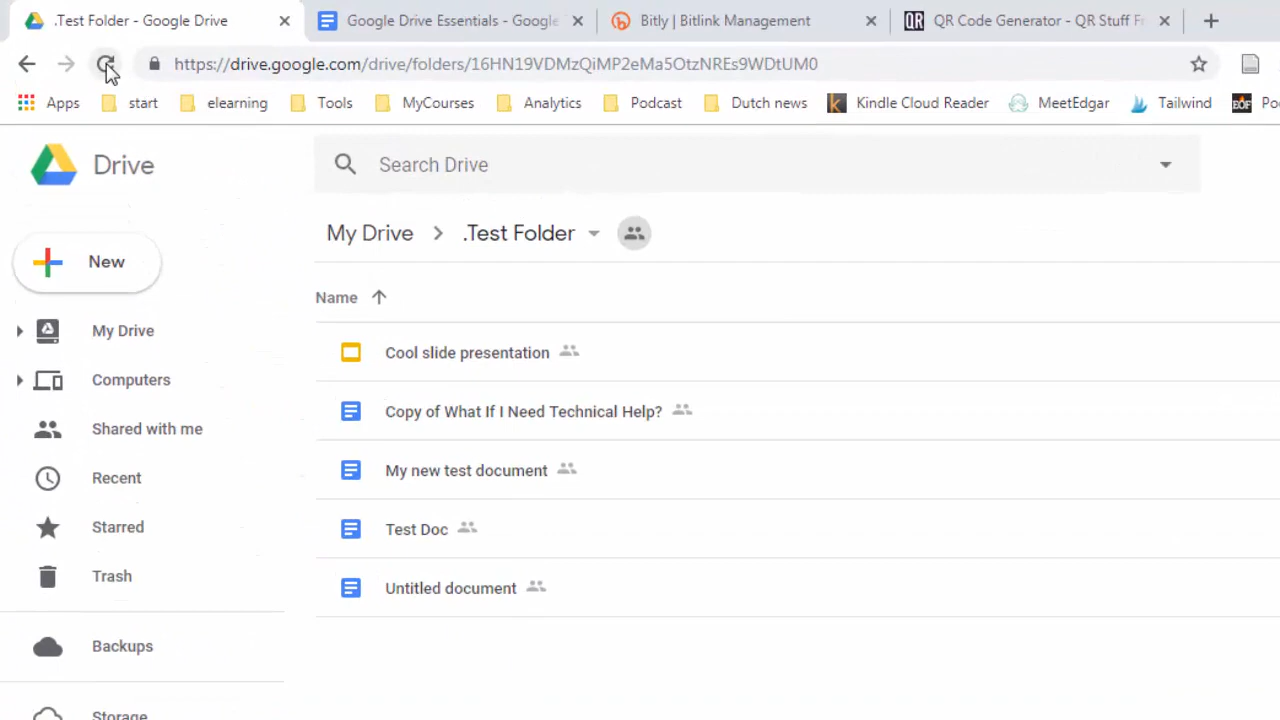 .Test Folder - Google Drive
Google Drive Essentials - Google
Bitly | Bitlink Management
QR QR Code Generator - QR Stuff F
https://drive.google.com/drive/folders/16HN19VDMzQiMP2eMa5OtzNREs9WDtUM0
Apps start elearning Tools MyCourses Analytics Podcast Dutch news Kindle Cloud Reader MeetEdgar Tailwind EOF Po
Drive
Search Drive
My Drive > .Test Folder
New
Name
My Drive
Cool slide presentation
Computers
Copy of What If I Need Technical Help?
Shared with me
My new test document
Recent
Starred
Test Doc
Trash
Untitled document
Backups
Storage